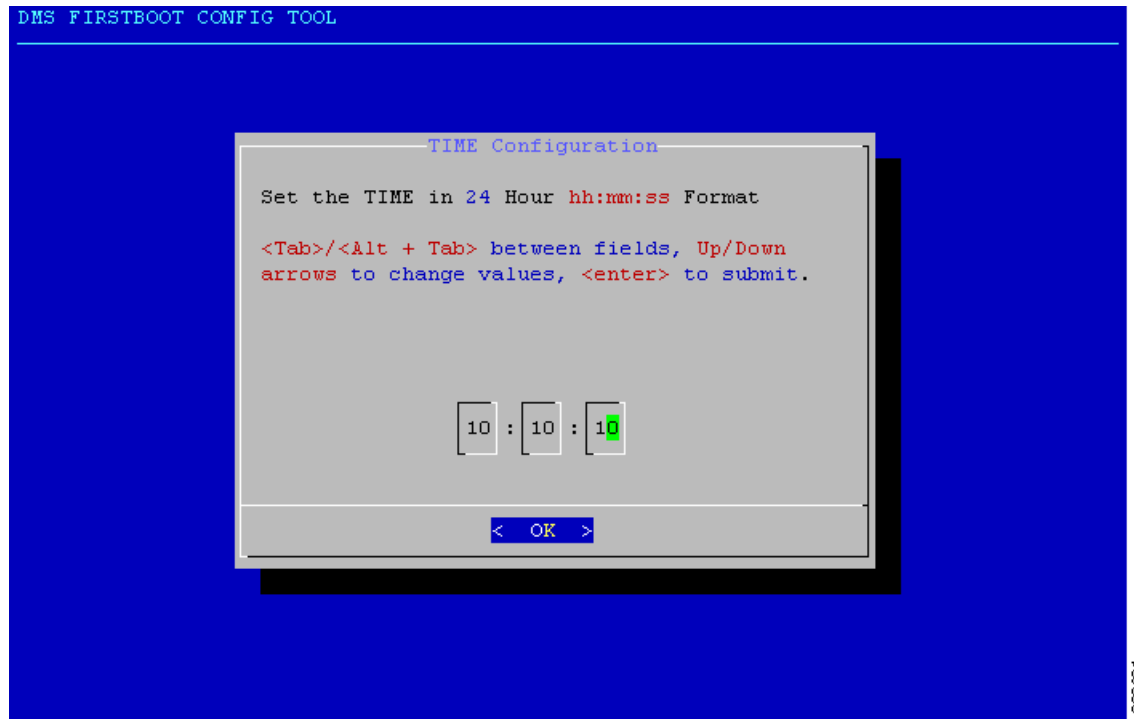 DMS FIRSTBOOT CONFIG TOOL
TIME Configuration
Set the TIME in 24 Hour hh:mm:ss Format
<Tab>/<Alt + Tab> between fields, Up/Down
arrows to change values, <enter> to submit.
10 : 10 : 10
< OK >